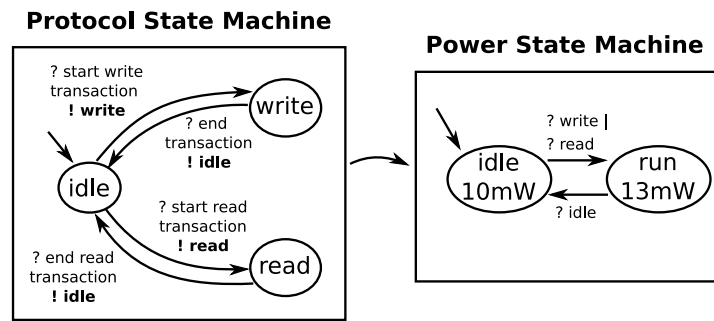 Protocol State Machine
? start write
transaction
! write
write
? end
transaction
! idle
idle
? start read
transaction
! read
? end read
transaction
! idle
read
Power State Machine
? write |
? read
idle
10mW
run
13mW
? idle